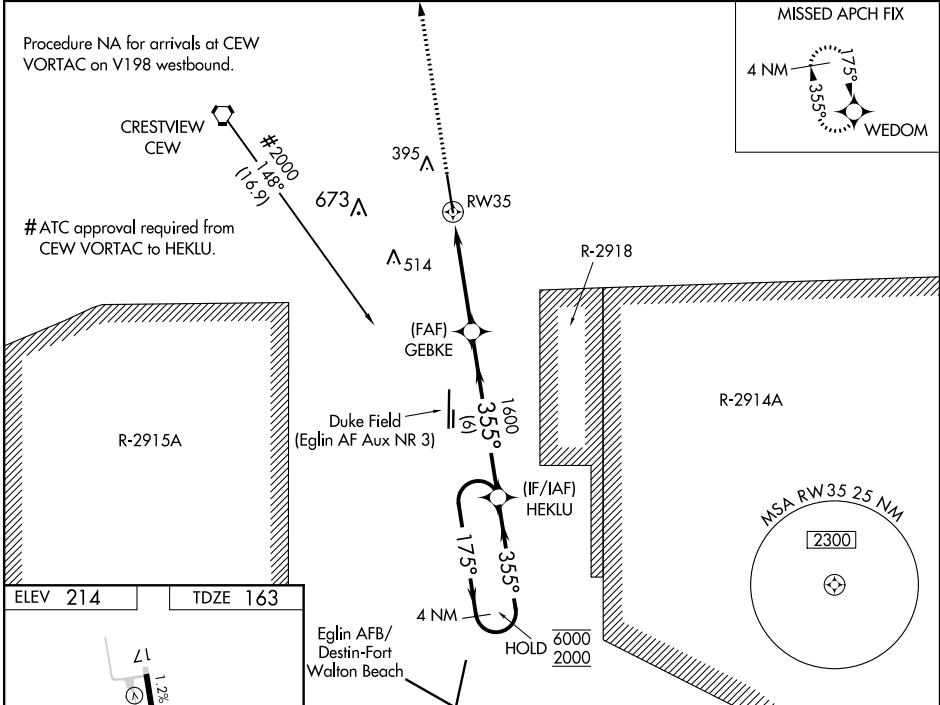 Procedure NA for arrivals at CEW
VORTAC on V198 westbound.
MISSED APCH FIX
4 NM
175°
355°
WEDOM
CRESTVIEW
CEW
#2000
148°
(16.9)
395
673
RW35
514
#ATC approval required from
CEW VORTAC to HEKLU.
R-2918
(FAF)
GEBKE
1600
355°
(6)
Duke Field
(Eglin AF Aux NR 3)
R-2915A
R-2914A
(IF/IAF)
HEKLU
175°
355°
4 NM
HOLD
6000
2000
MSA RW35 25 NM
2300
ELEV 214
TDZE 163
Eglin AFB/
Destin-Fort
Walton Beach
17
1.2%
V